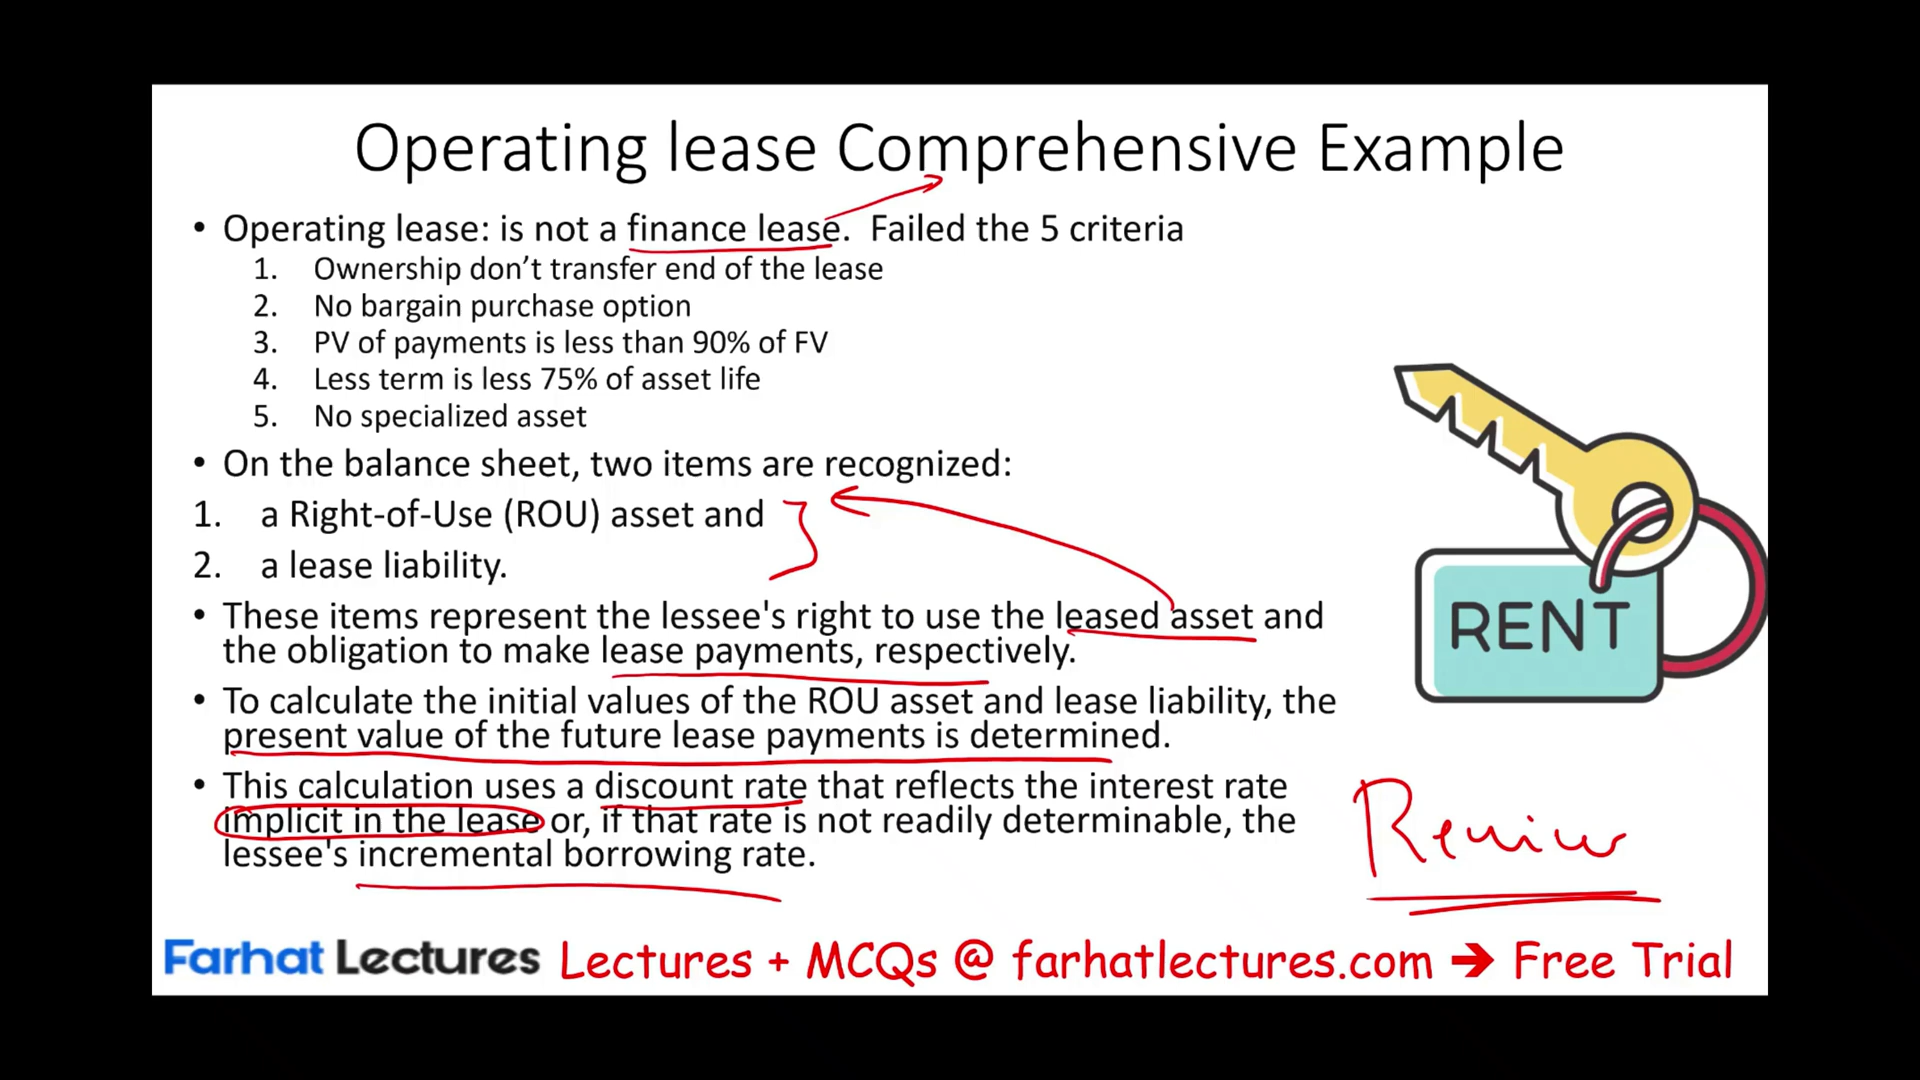 Operating lease Comprehensive Example
• Operating lease: is not a finance lease. Failed the 5 criteria
1. Ownership don’t transfer end of the lease
2. No bargain purchase option
3. PV of payments is less than 90% of FV
4. Less term is less 75% of asset life
5. No specialized asset
• On the balance sheet, two items are recognized:
1. a Right-of-Use (ROU) asset and
2. a lease liability.
• These items represent the lessee's right to use the leased asset and
the obligation to make lease payments, respectively.
• To calculate the initial values of the ROU asset and lease liability, the
present value of the future lease payments is determined.
• This calculation uses a discount rate that reflects the interest rate
implicit in the lease or, if that rate is not readily determinable, the
lessee's incremental borrowing rate.
RENT
Review
Farhat Lectures Lectures + MCQs @ farhatlectures.com ➔ Free Trial